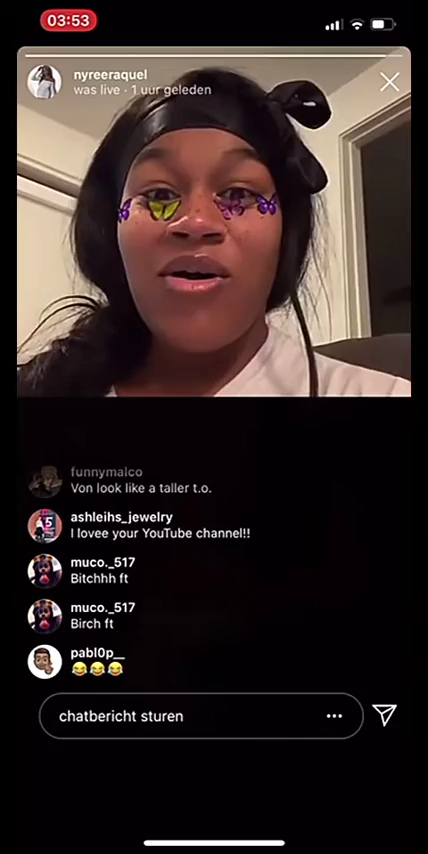 03:53
nyreeraquel
was live · 1 uur geleden
funnymalco
Von look like a taller t.o.
ashleihs_jewelry
I lovee your YouTube channel!!
muco._517
Bitchhh ft
muco._517
Birch ft
pabl0p__
😂😂😂
chatbericht sturen